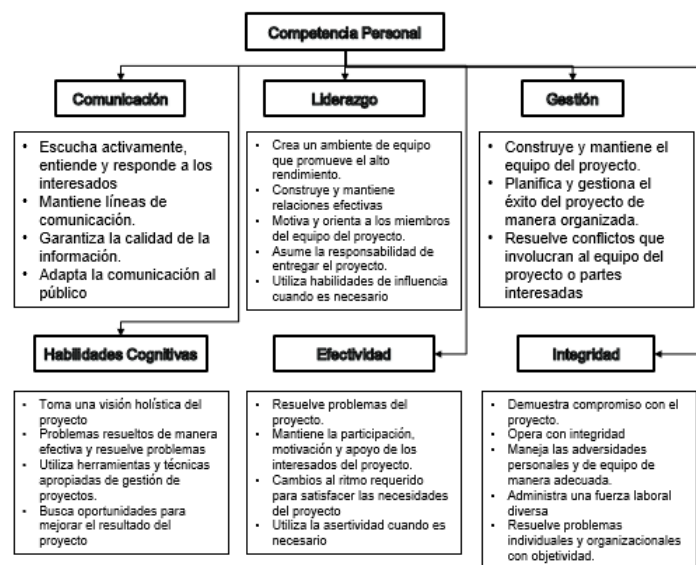 Competencia Personal
Comunicación
• Escucha activamente,
entiende y responde a los
interesados
• Mantiene líneas de
comunicación.
• Garantiza la calidad de la
información.
• Adapta la comunicación al
público
Liderazgo
• Crea un ambiente de equipo
que promueve el alto
rendimiento.
• Construye y mantiene
relaciones efectivas
• Motiva y orienta a los miembros
del equipo del proyecto.
• Asume la responsabilidad de
entregar el proyecto.
• Utiliza habilidades de influencia
cuando es necesario
Gestión
• Construye y mantiene el
equipo del proyecto.
• Planifica y gestiona el
éxito del proyecto de
manera organizada.
• Resuelve conflictos que
involucran al equipo del
proyecto o partes
interesadas
Habilidades Cognitivas
• Toma una visión holística del
proyecto
• Problemas resueltos de manera
efectiva y resuelve problemas
• Utiliza herramientas y técnicas
apropiadas de gestión de
proyectos.
• Busca oportunidades para
mejorar el resultado del
proyecto
Efectividad
• Resuelve problemas del
proyecto.
• Mantiene la participación,
motivación y apoyo de los
interesados del proyecto.
• Cambios al ritmo requerido
para satisfacer las necesidades
del proyecto
• Utiliza la asertividad cuando es
necesario
Integridad
• Demuestra compromiso con el
proyecto.
• Opera con integridad
• Maneja las adversidades
personales y de equipo de
manera adecuada.
• Administra una fuerza laboral
diversa
• Resuelve problemas
individuales y organizacionales
con objetividad.